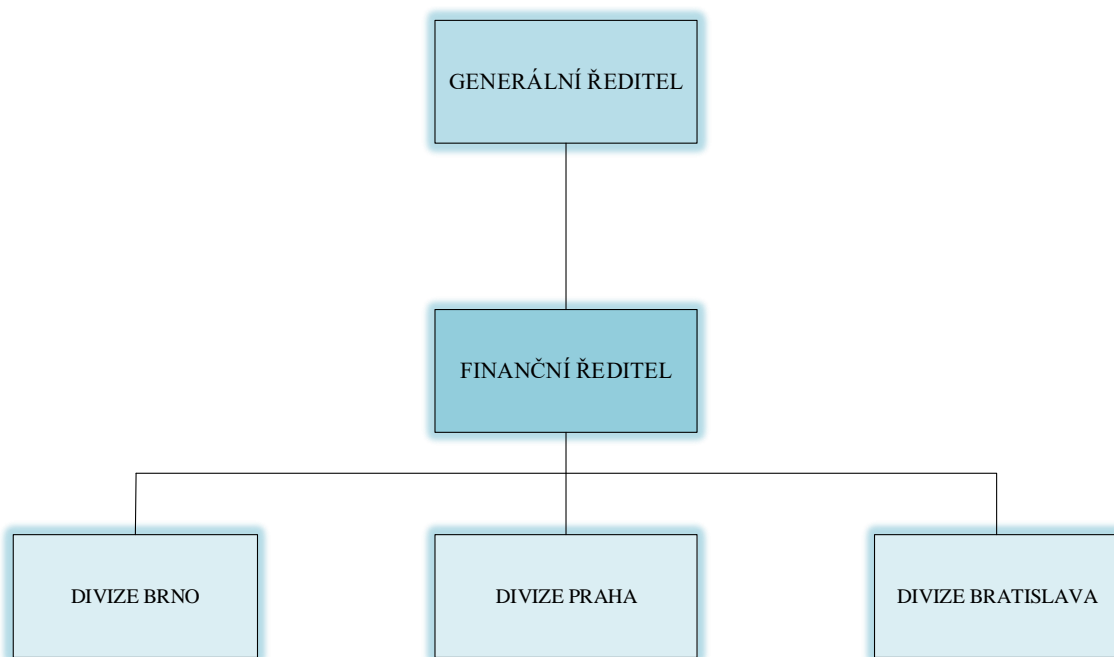 GENERÁLNÍ ŘEDITEL
FINANČNÍ ŘEDITEL
DIVIZE BRNO
DIVIZE PRAHA
DIVIZE BRATISLAVA